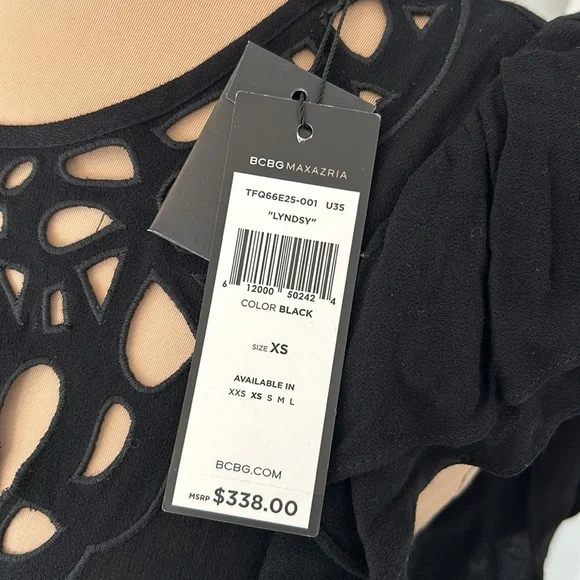 BCBGMAXAZRIA
TFQ66E25-001 U35
"LYNDSY"
6 12000 50242 4
COLOR BLACK
SIZE XS
AVAILABLE IN
XXS XS S M L
BCBG.COM
MSRP $338.00